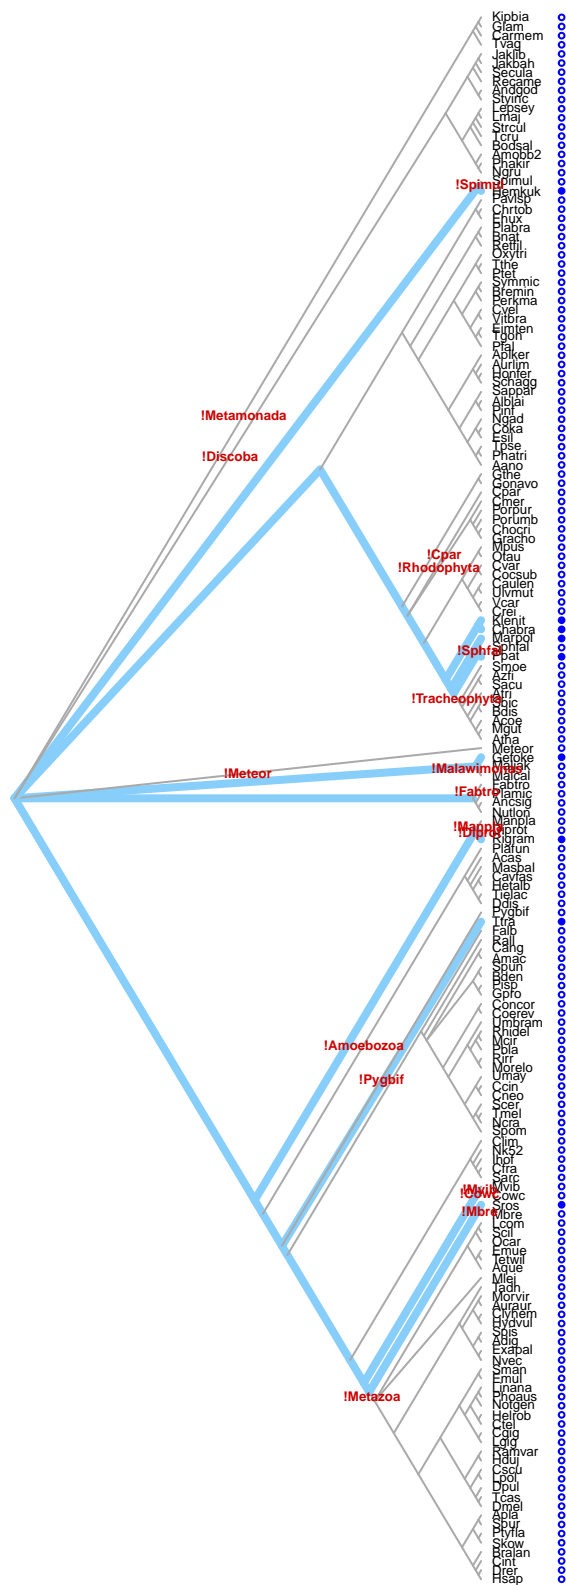 Kipbia
Glam
Carmem
Tvag
Jaklib
Jakbah
Secula
Recame
Andgod
Styinc
Lepsey
Lmaj
Strcul
Tcru
Bodsal
Amobb2
Phakir
Ngru
Spimul
!Spimul
Hemkuk
Pavlsp
Chrtob
Ehux
Plabra
Bnat
Retfil
Oxytri
Tthe
Ptet
Symmic
Bremin
Perkma
Cvel
Vitbra
Eimten
Tgon
Pfal
Aplker
Aurlim
Honfer
Schagg
Sappar
Alblai
Pinf
!Metamonada
Ngad
Coka
Esil
Tpse
!Discoba
Phatri
Aano
Gthe
Gonavo
Cpar
Cmer
Porpur
Porumb
Chocri
Gracho
Mpus
!Cpar
Otau
!Rhodophyta
Cvar
Cocsub
Caulen
Ulvmut
Vcar
Crei
Klenit
Chabra
Marpol
Sphfal
!Sphfal
Ppat
Smoe
Azfi
Sacu
Atri
!Tracheophyta
Sbic
Bdis
Acoe
Mgut
Atha
Meteor
Gefoke
!Malawimonas
Maljak
!Meteor
Malcal
Fabtro
!Fabtro
Plamic
Ancsig
Nutlon
Manpla
!Manpla
Diprot
!Diprot
Rigram
Plafun
Acas
Masbal
Cavfas
Hetalb
Tielac
Ddis
Pygbif
Ttra
Falb
Rall
Cang
Amac
Spun
Bden
Pisp
Gpro
Concor
Coerev
Umbram
Rhidel
Mcir
!Amoebozoa
Pbla
Rirr
Morelo
Umay
!Pygbif
Ccin
Cneo
Scer
Tmel
Ncra
Spom
Clim
Nk52
Ihof
Cfra
Sarc
Mvib
!Mvib
Cowc
!Cowc
Sros
!Mbre
Mbre
Lcom
Scil
Ocar
Emue
Tetwil
Aque
Mlei
Tadh
Morvir
Auraur
Clyhem
Hydvul
Spis
Adig
Exapal
Nvec
Sman
Emul
!Metazoa
Linana
Phoaus
Notgen
Helrob
Ctel
Cgig
Lgig
Ramvar
Hduj
Cscu
Lpol
Dpul
Tcas
Dmel
Apla
Spur
Ptyfla
Skow
Bralan
Cint
Drer
Hsap